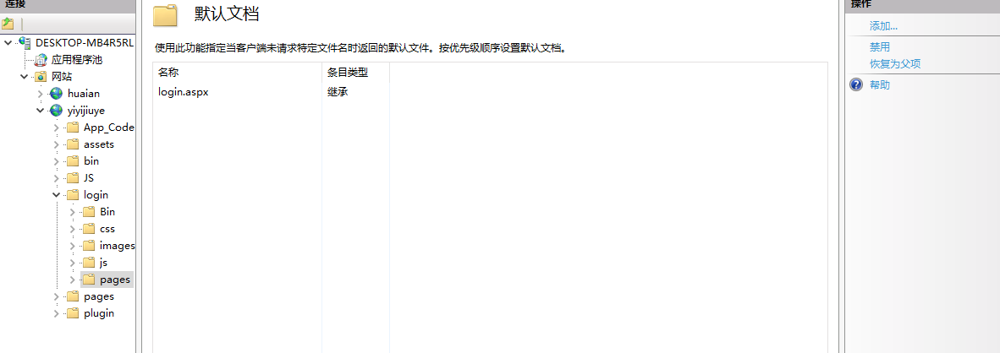 连接
DESKTOP-MB4R5RL
应用程序池
网站
huaian
yiyijiuye
App_Code
assets
bin
JS
login
Bin
css
images
js
pages
pages
plugin
默认文档
使用此功能指定当客户端未请求特定文件名时返回的默认文件。按优先级顺序设置默认文档。
名称 条目类型
login.aspx 继承
操作
添加...
禁用
恢复为父项
帮助